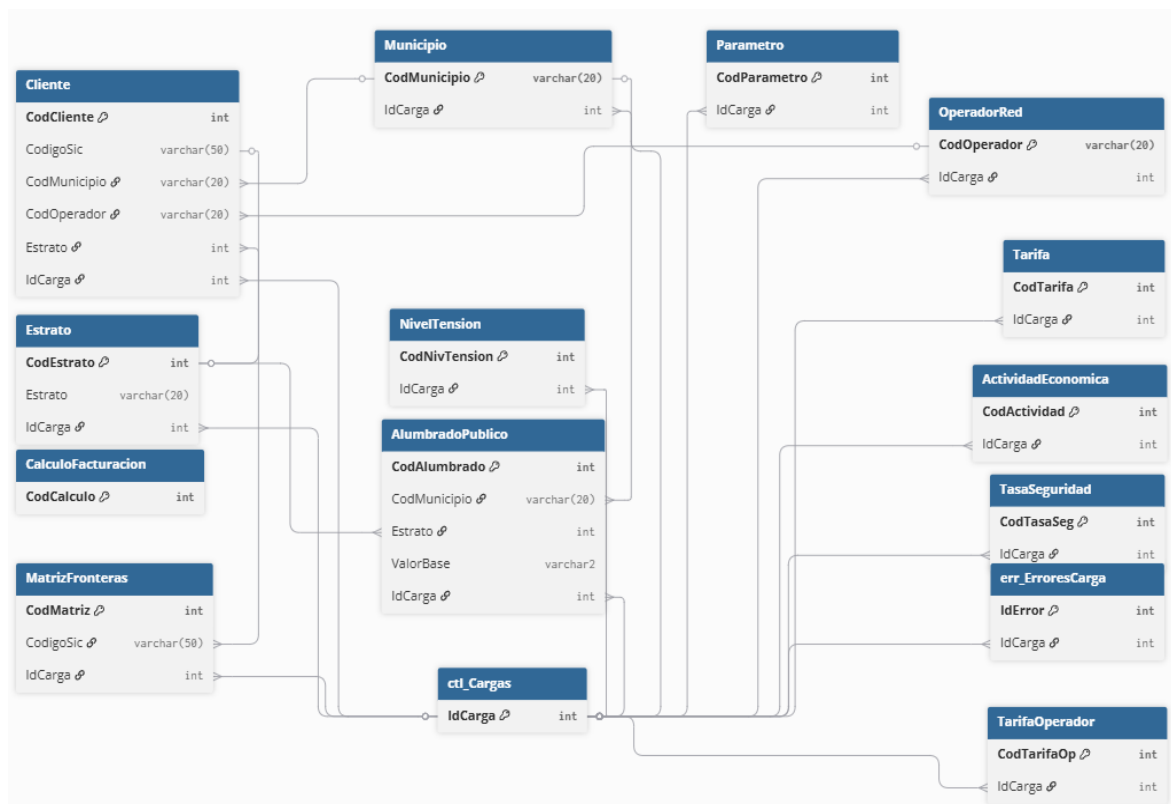 Cliente
CodCliente int
CodigoSic varchar(50)
CodMunicipio varchar(20)
CodOperador varchar(20)
Estrato int
IdCarga int
Municipio
CodMunicipio varchar(20)
IdCarga int
Parametro
CodParametro int
IdCarga int
OperadorRed
CodOperador varchar(20)
IdCarga int
Tarifa
CodTarifa int
IdCarga int
Estrato
CodEstrato int
Estrato varchar(20)
IdCarga int
NivelTension
CodNivTension int
IdCarga int
ActividadEconomica
CodActividad int
IdCarga int
CalculoFacturacion
CodCalculo int
AlumbradoPublico
CodAlumbrado int
CodMunicipio varchar(20)
Estrato int
ValorBase varchar2
IdCarga int
TasaSeguridad
CodTasaSeg int
IdCarga int
err_ErroresCarga
IdError int
IdCarga int
MatrizFronteras
CodMatriz int
CodigoSic varchar(50)
IdCarga int
ctl_Cargas
IdCarga int
TarifaOperador
CodTarifaOp int
IdCarga int